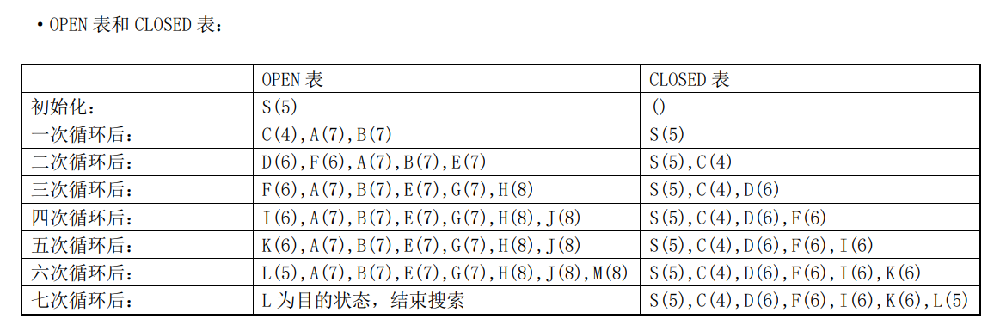 ·OPEN 表和 CLOSED 表：
OPEN 表 CLOSED 表
初始化： S(5) ()
一次循环后： C(4),A(7),B(7) S(5)
二次循环后： D(6),F(6),A(7),B(7),E(7) S(5),C(4)
三次循环后： F(6),A(7),B(7),E(7),G(7),H(8) S(5),C(4),D(6)
四次循环后： I(6),A(7),B(7),E(7),G(7),H(8),J(8) S(5),C(4),D(6),F(6)
五次循环后： K(6),A(7),B(7),E(7),G(7),H(8),J(8) S(5),C(4),D(6),F(6),I(6)
六次循环后： L(5),A(7),B(7),E(7),G(7),H(8),J(8),M(8) S(5),C(4),D(6),F(6),I(6),K(6)
七次循环后： L 为目的状态，结束搜索 S(5),C(4),D(6),F(6),I(6),K(6),L(5)